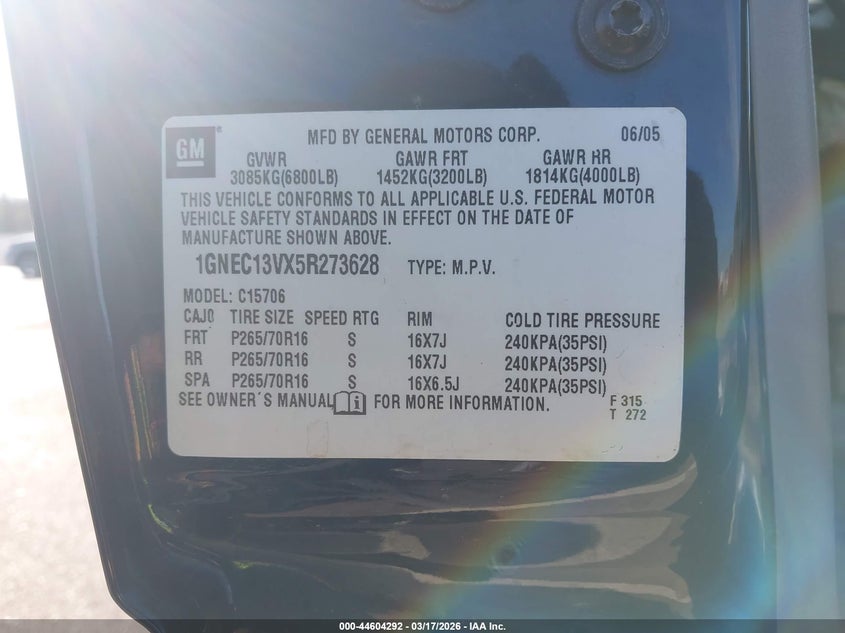 GM®
MFD BY GENERAL MOTORS CORP. 06/05
GVWR GAWR FRT GAWR RR
3085KG(6800LB) 1452KG(3200LB) 1814KG(4000LB)
THIS VEHICLE CONFORMS TO ALL APPLICABLE U.S. FEDERAL MOTOR
VEHICLE SAFETY STANDARDS IN EFFECT ON THE DATE OF
MANUFACTURE SHOWN ABOVE.
1GNEC13VX5R273628 TYPE: M.P.V.
MODEL: C15706
CAJ0 TIRE SIZE SPEED RTG RIM COLD TIRE PRESSURE
FRT P265/70R16 S 16X7J 240KPA(35PSI)
RR P265/70R16 S 16X7J 240KPA(35PSI)
SPA P265/70R16 S 16X6.5J 240KPA(35PSI)
SEE OWNER'S MANUAL FOR MORE INFORMATION. F 315
T 272
000-44604292 - 03/17/2026 - IAA Inc.